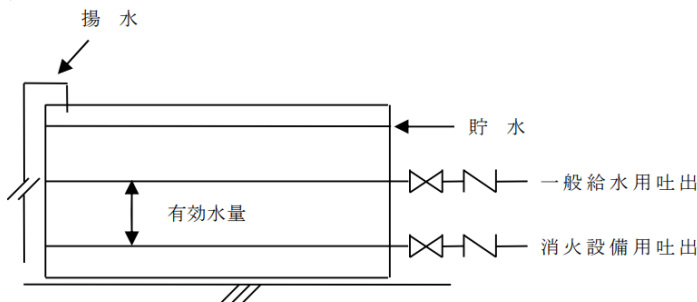 揚 水
貯 水
一般給水用吐出
有効水量
消火設備用吐出